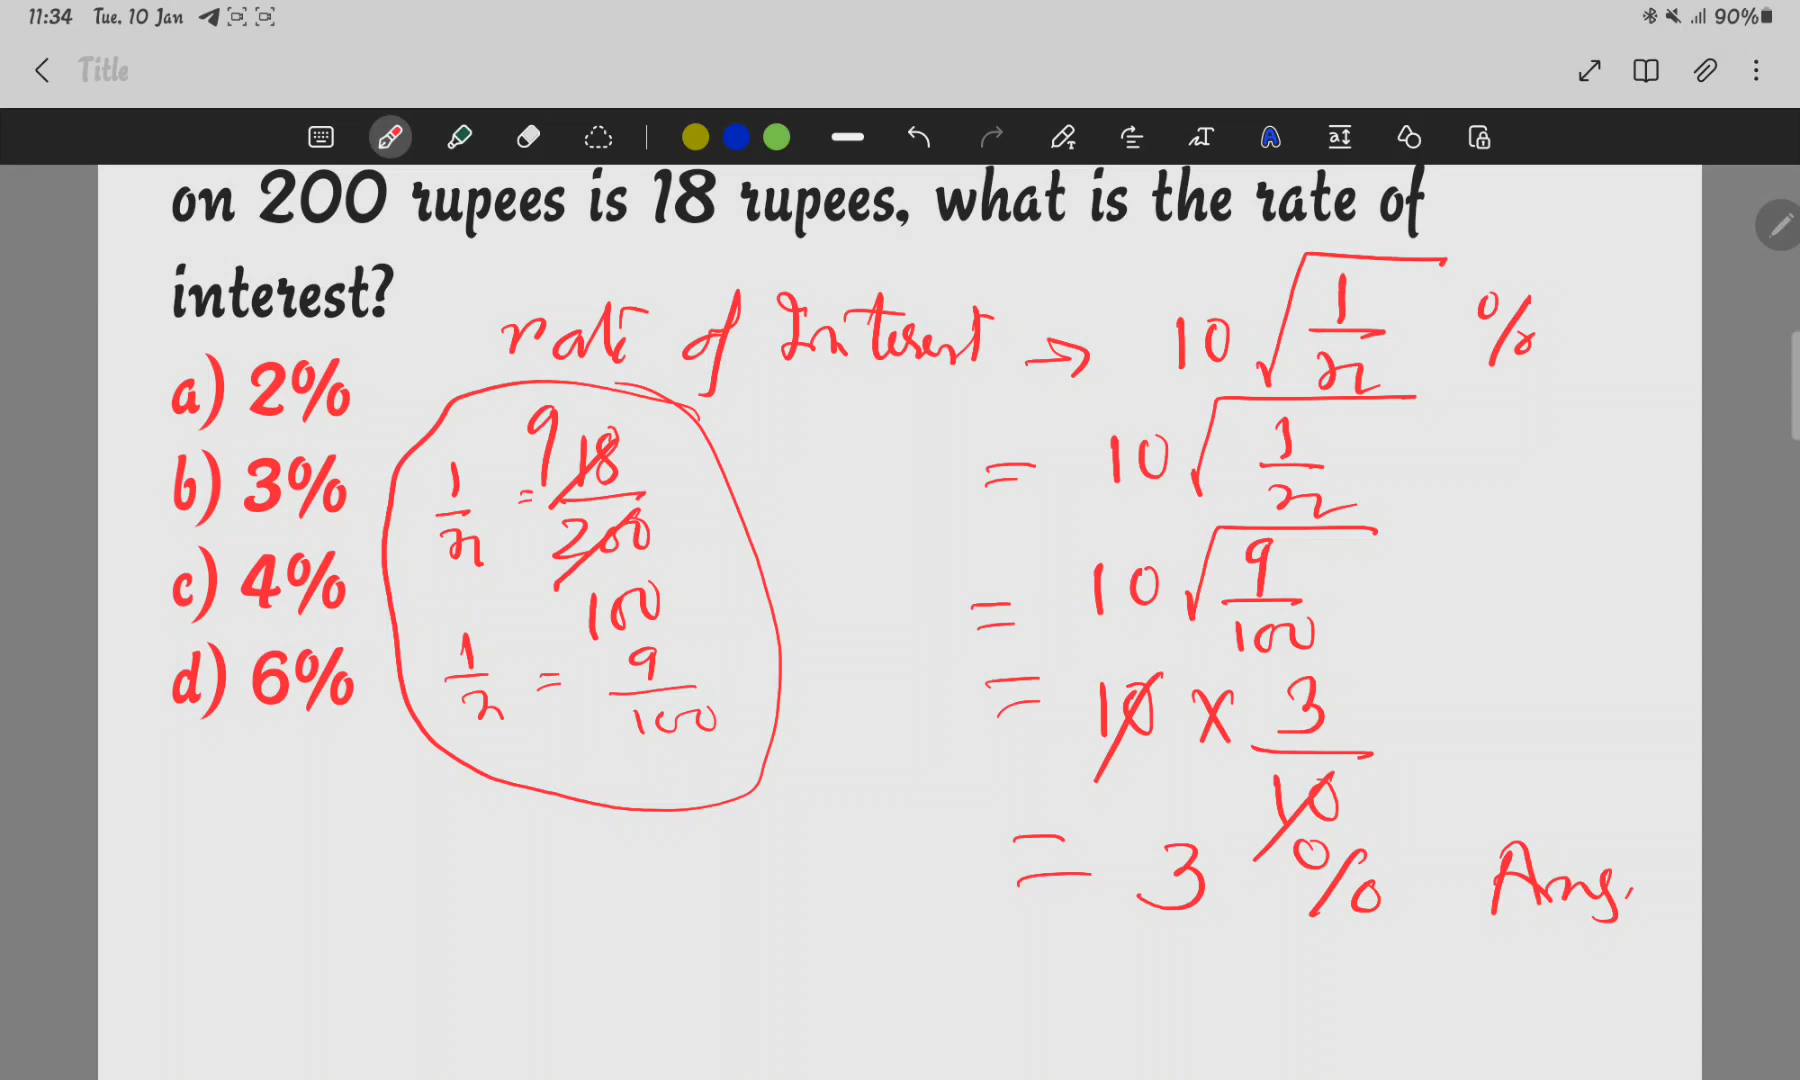 11:34 Tue. 10 Jan 90%
Title
on 200 rupees is 18 rupees, what is the rate of
interest?
rate of Interest → 10 √(1/n) %
a) 2%
b) 3%
c) 4%
d) 6%
1/n = 18/200 9 100
1/n = 9/100
= 10 √(1/n)
= 10 √(9/100)
= 10 × 3/10
= 3 % Ans.